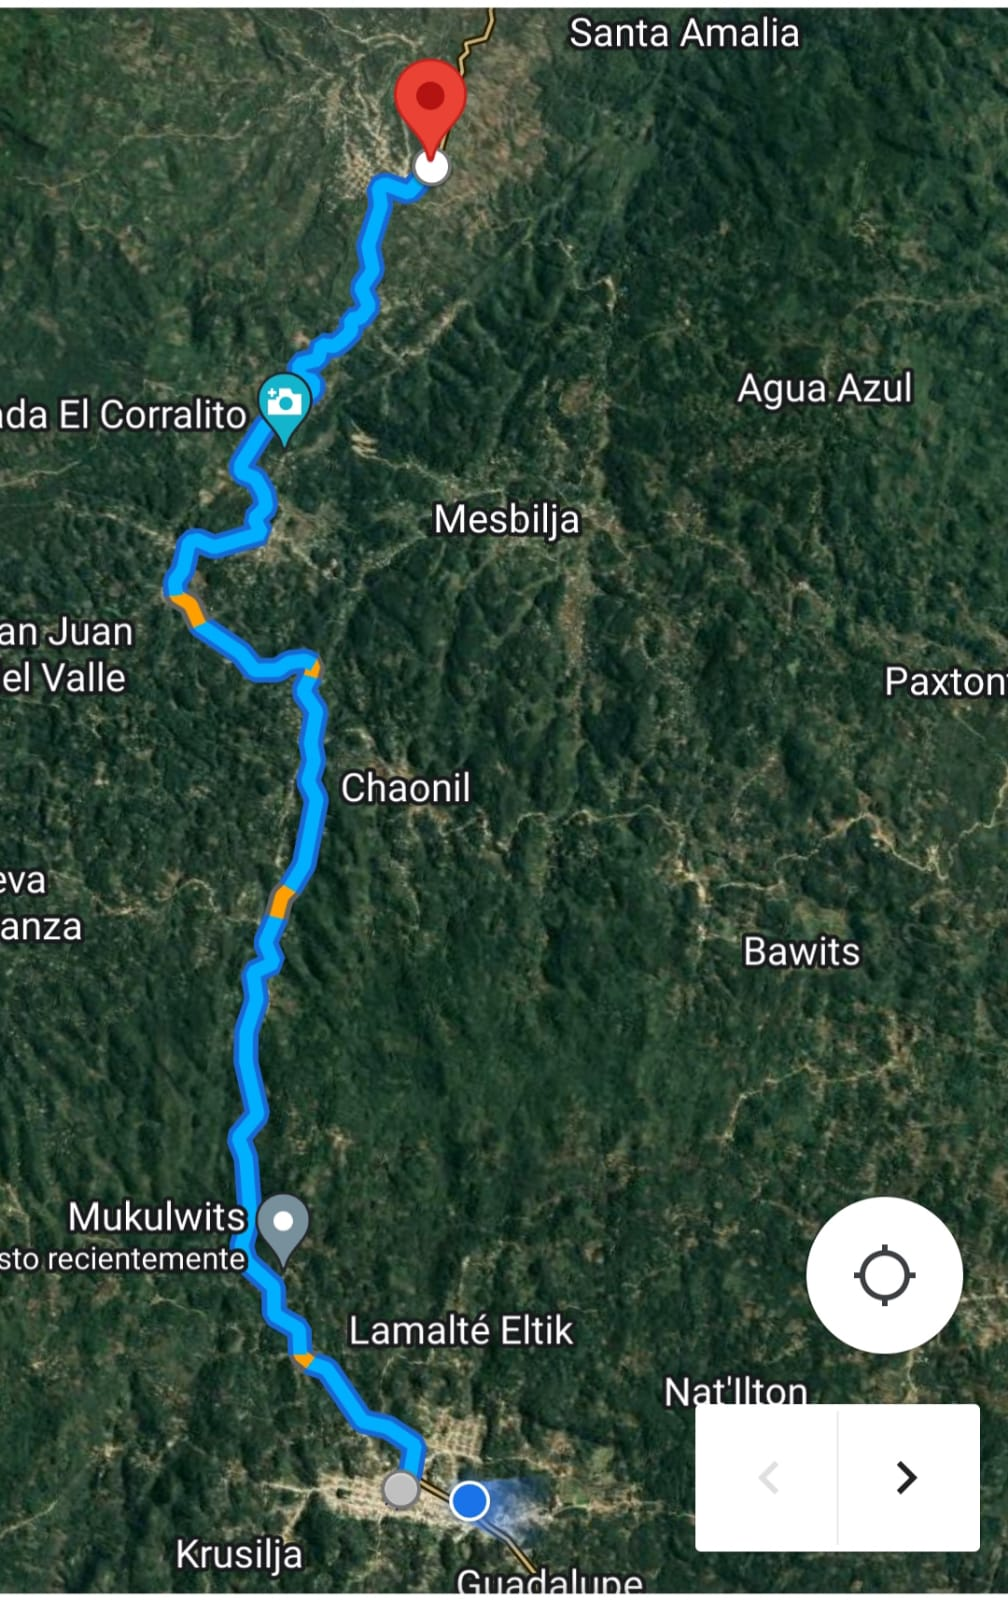 Santa Amalia
Agua Azul
ada El Corralito
Mesbilja
an Juan
el Valle
Paxton
Chaonil
eva
anza
Bawits
Mukulwits
sto recientemente
Lamalté Eltik
Nat'Ilton
Krusilja
Guadalupe